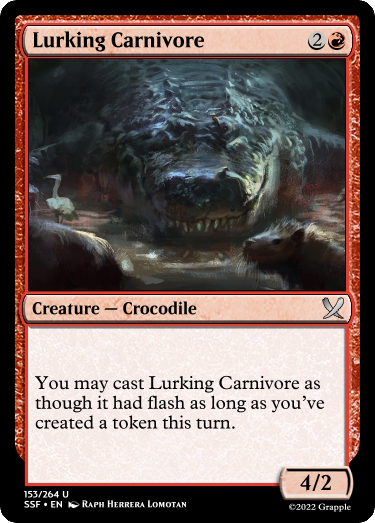 Lurking Carnivore 2
Creature — Crocodile
You may cast Lurking Carnivore as
though it had flash as long as you've
created a token this turn.
4/2
153/264 U
SSF • EN Raph Herrera Lomotan
©2022 Grapple